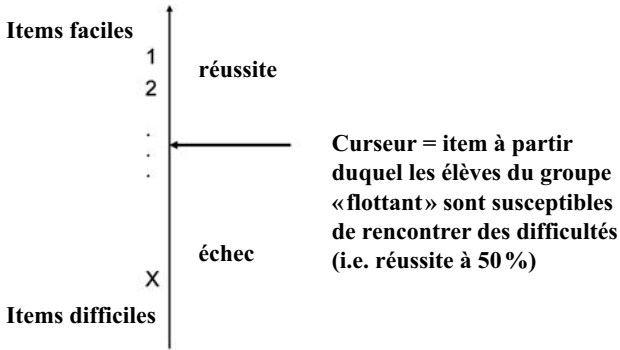 Items faciles
1
réussite
2
.
.
.
Curseur = item à partir
duquel les élèves du groupe
«flottant» sont susceptibles
de rencontrer des difficultés
(i.e. réussite à 50 %)
échec
X
Items difficiles